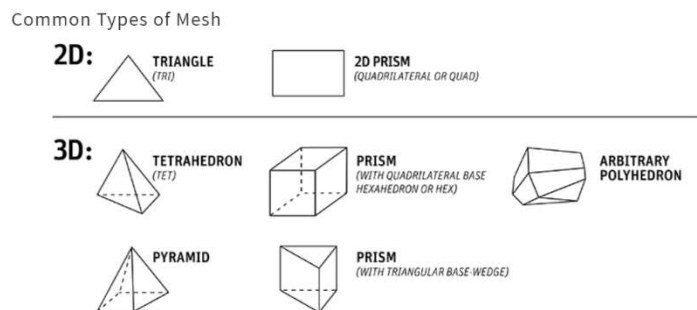 Common Types of Mesh
2D:
TRIANGLE
(TRI)
2D PRISM
(QUADRILATERAL OR QUAD)
3D:
TETRAHEDRON
(TET)
PRISM
(WITH QUADRILATERAL BASE
HEXAHEDRON OR HEX)
ARBITRARY
POLYHEDRON
PYRAMID
PRISM
(WITH TRIANGULAR BASE-WEDGE)